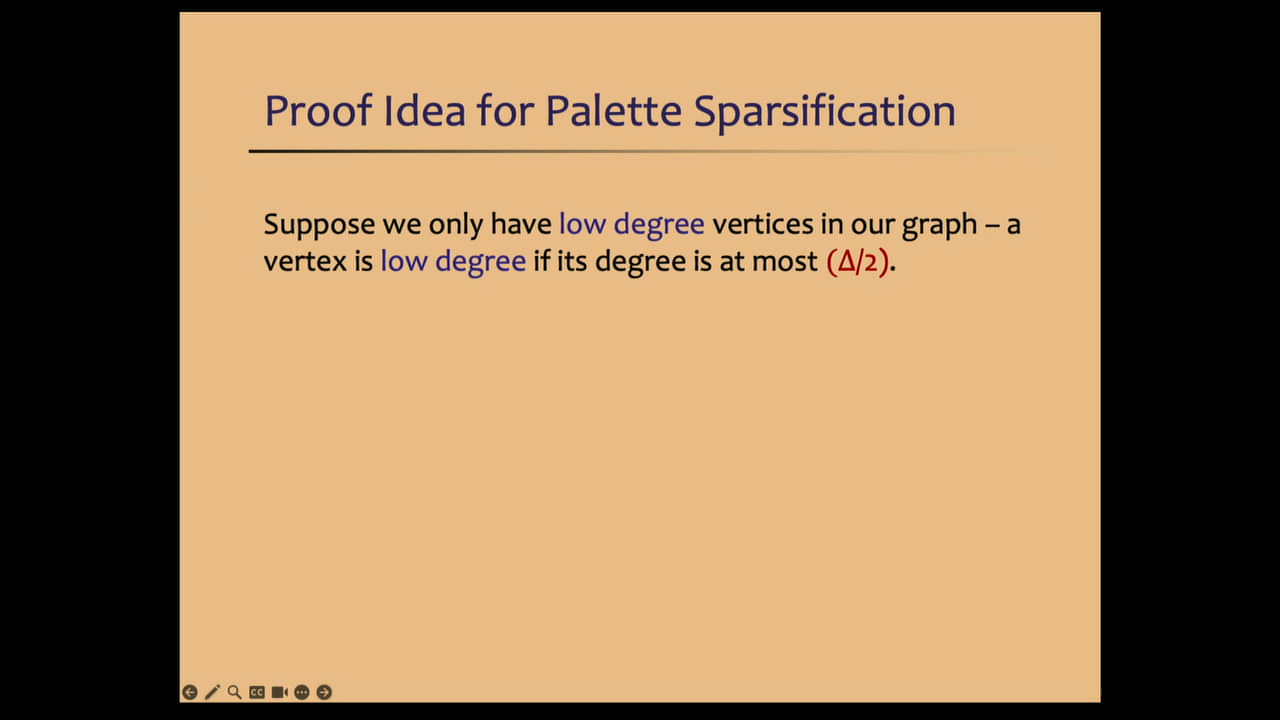 Proof Idea for Palette Sparsification
Suppose we only have low degree vertices in our graph – a
vertex is low degree if its degree is at most (Δ/2).
CC